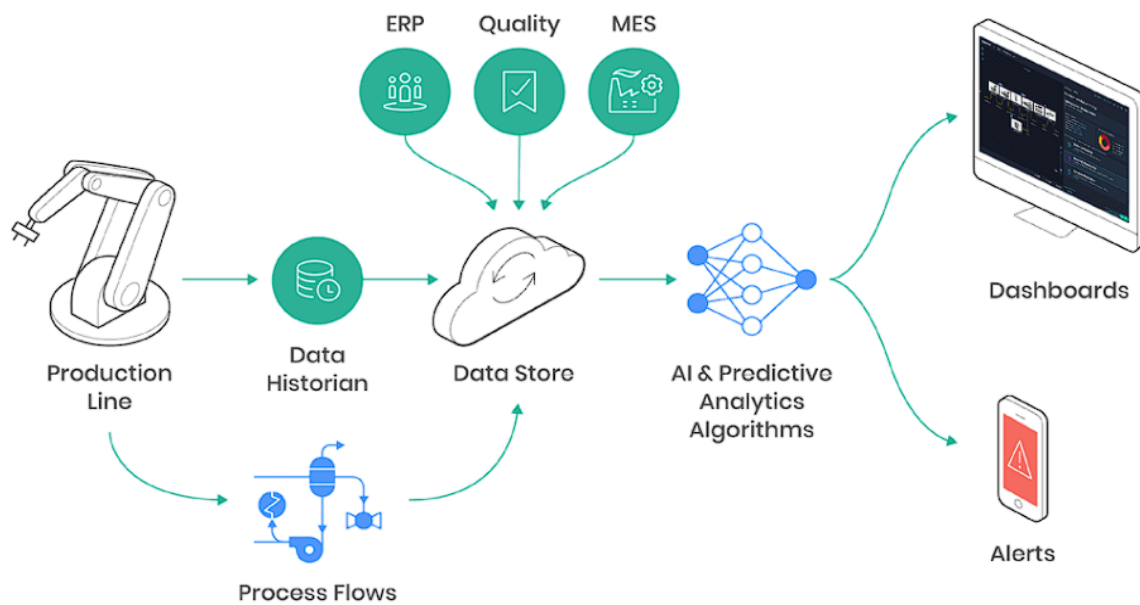 ERP
Quality
MES
Production
Line
Data
Historian
Data Store
AI & Predictive
Analytics
Algorithms
Dashboards
Process Flows
Alerts